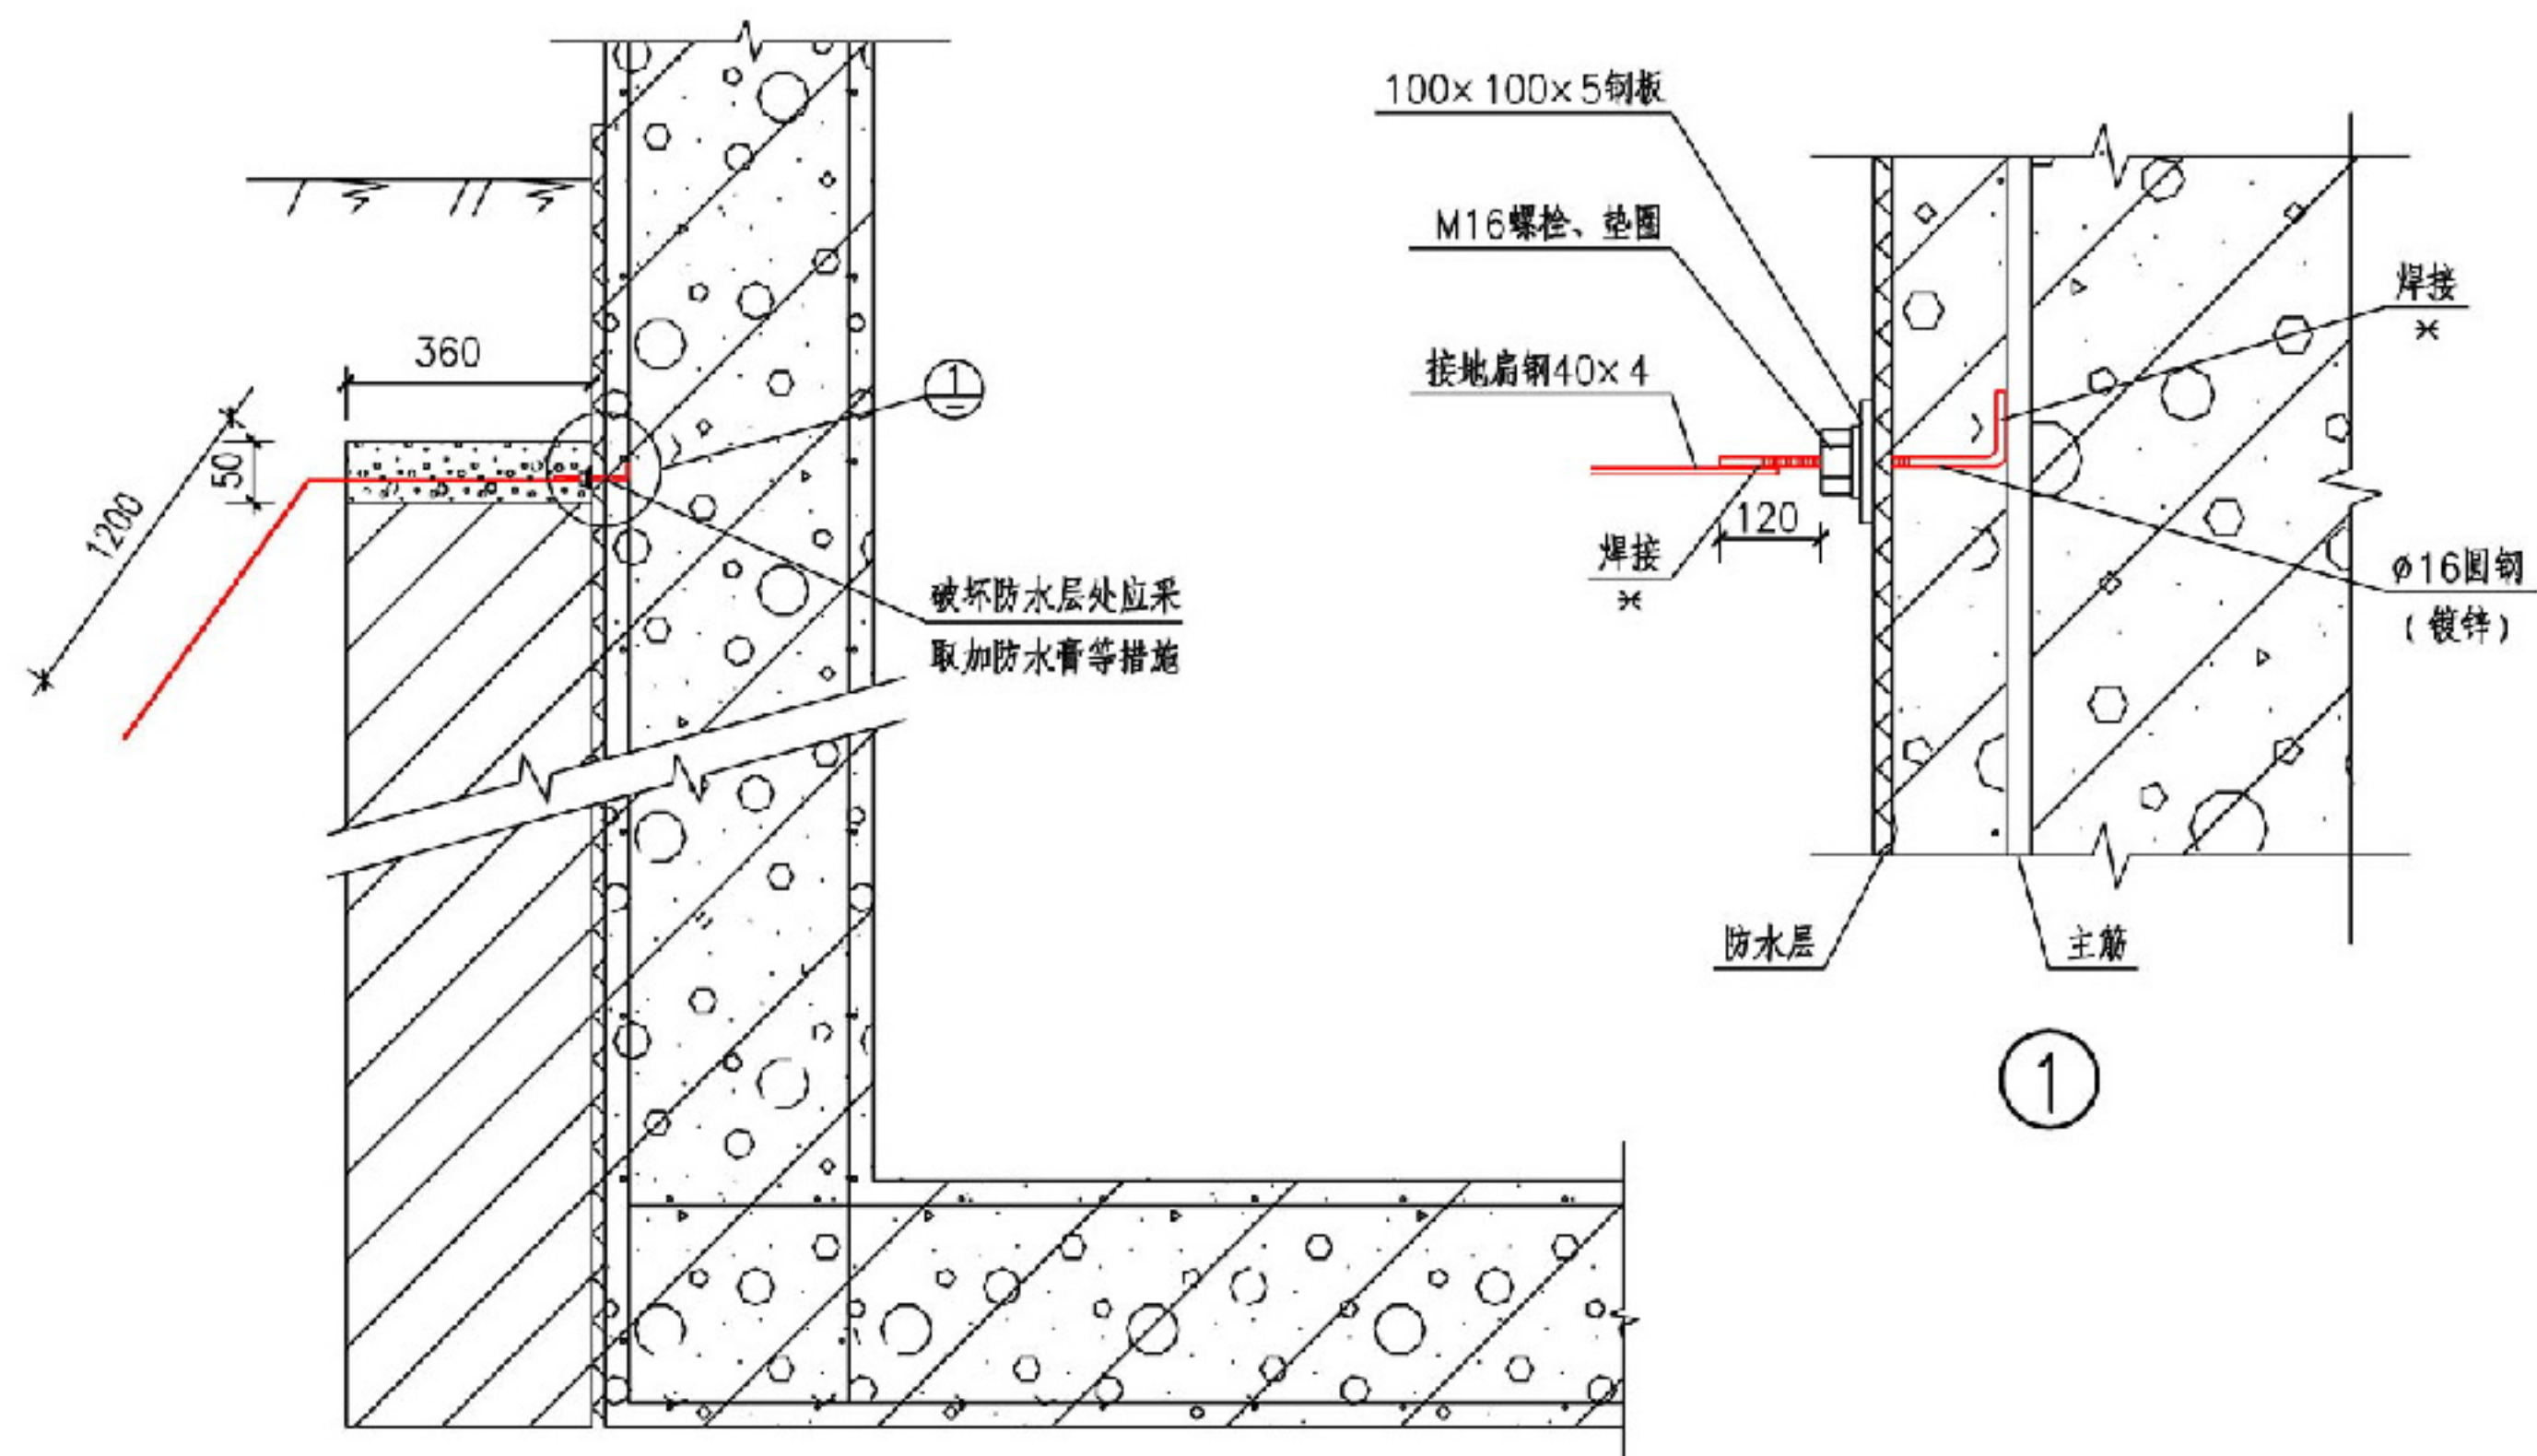 360
50
1200
1
破坏防水层处应采
取加防水膏等措施
100×100×5钢板
M16螺栓、垫圈
接地扁钢40×4
120
焊接
焊接
ø16圆钢
(镀锌)
防水层
主筋
1